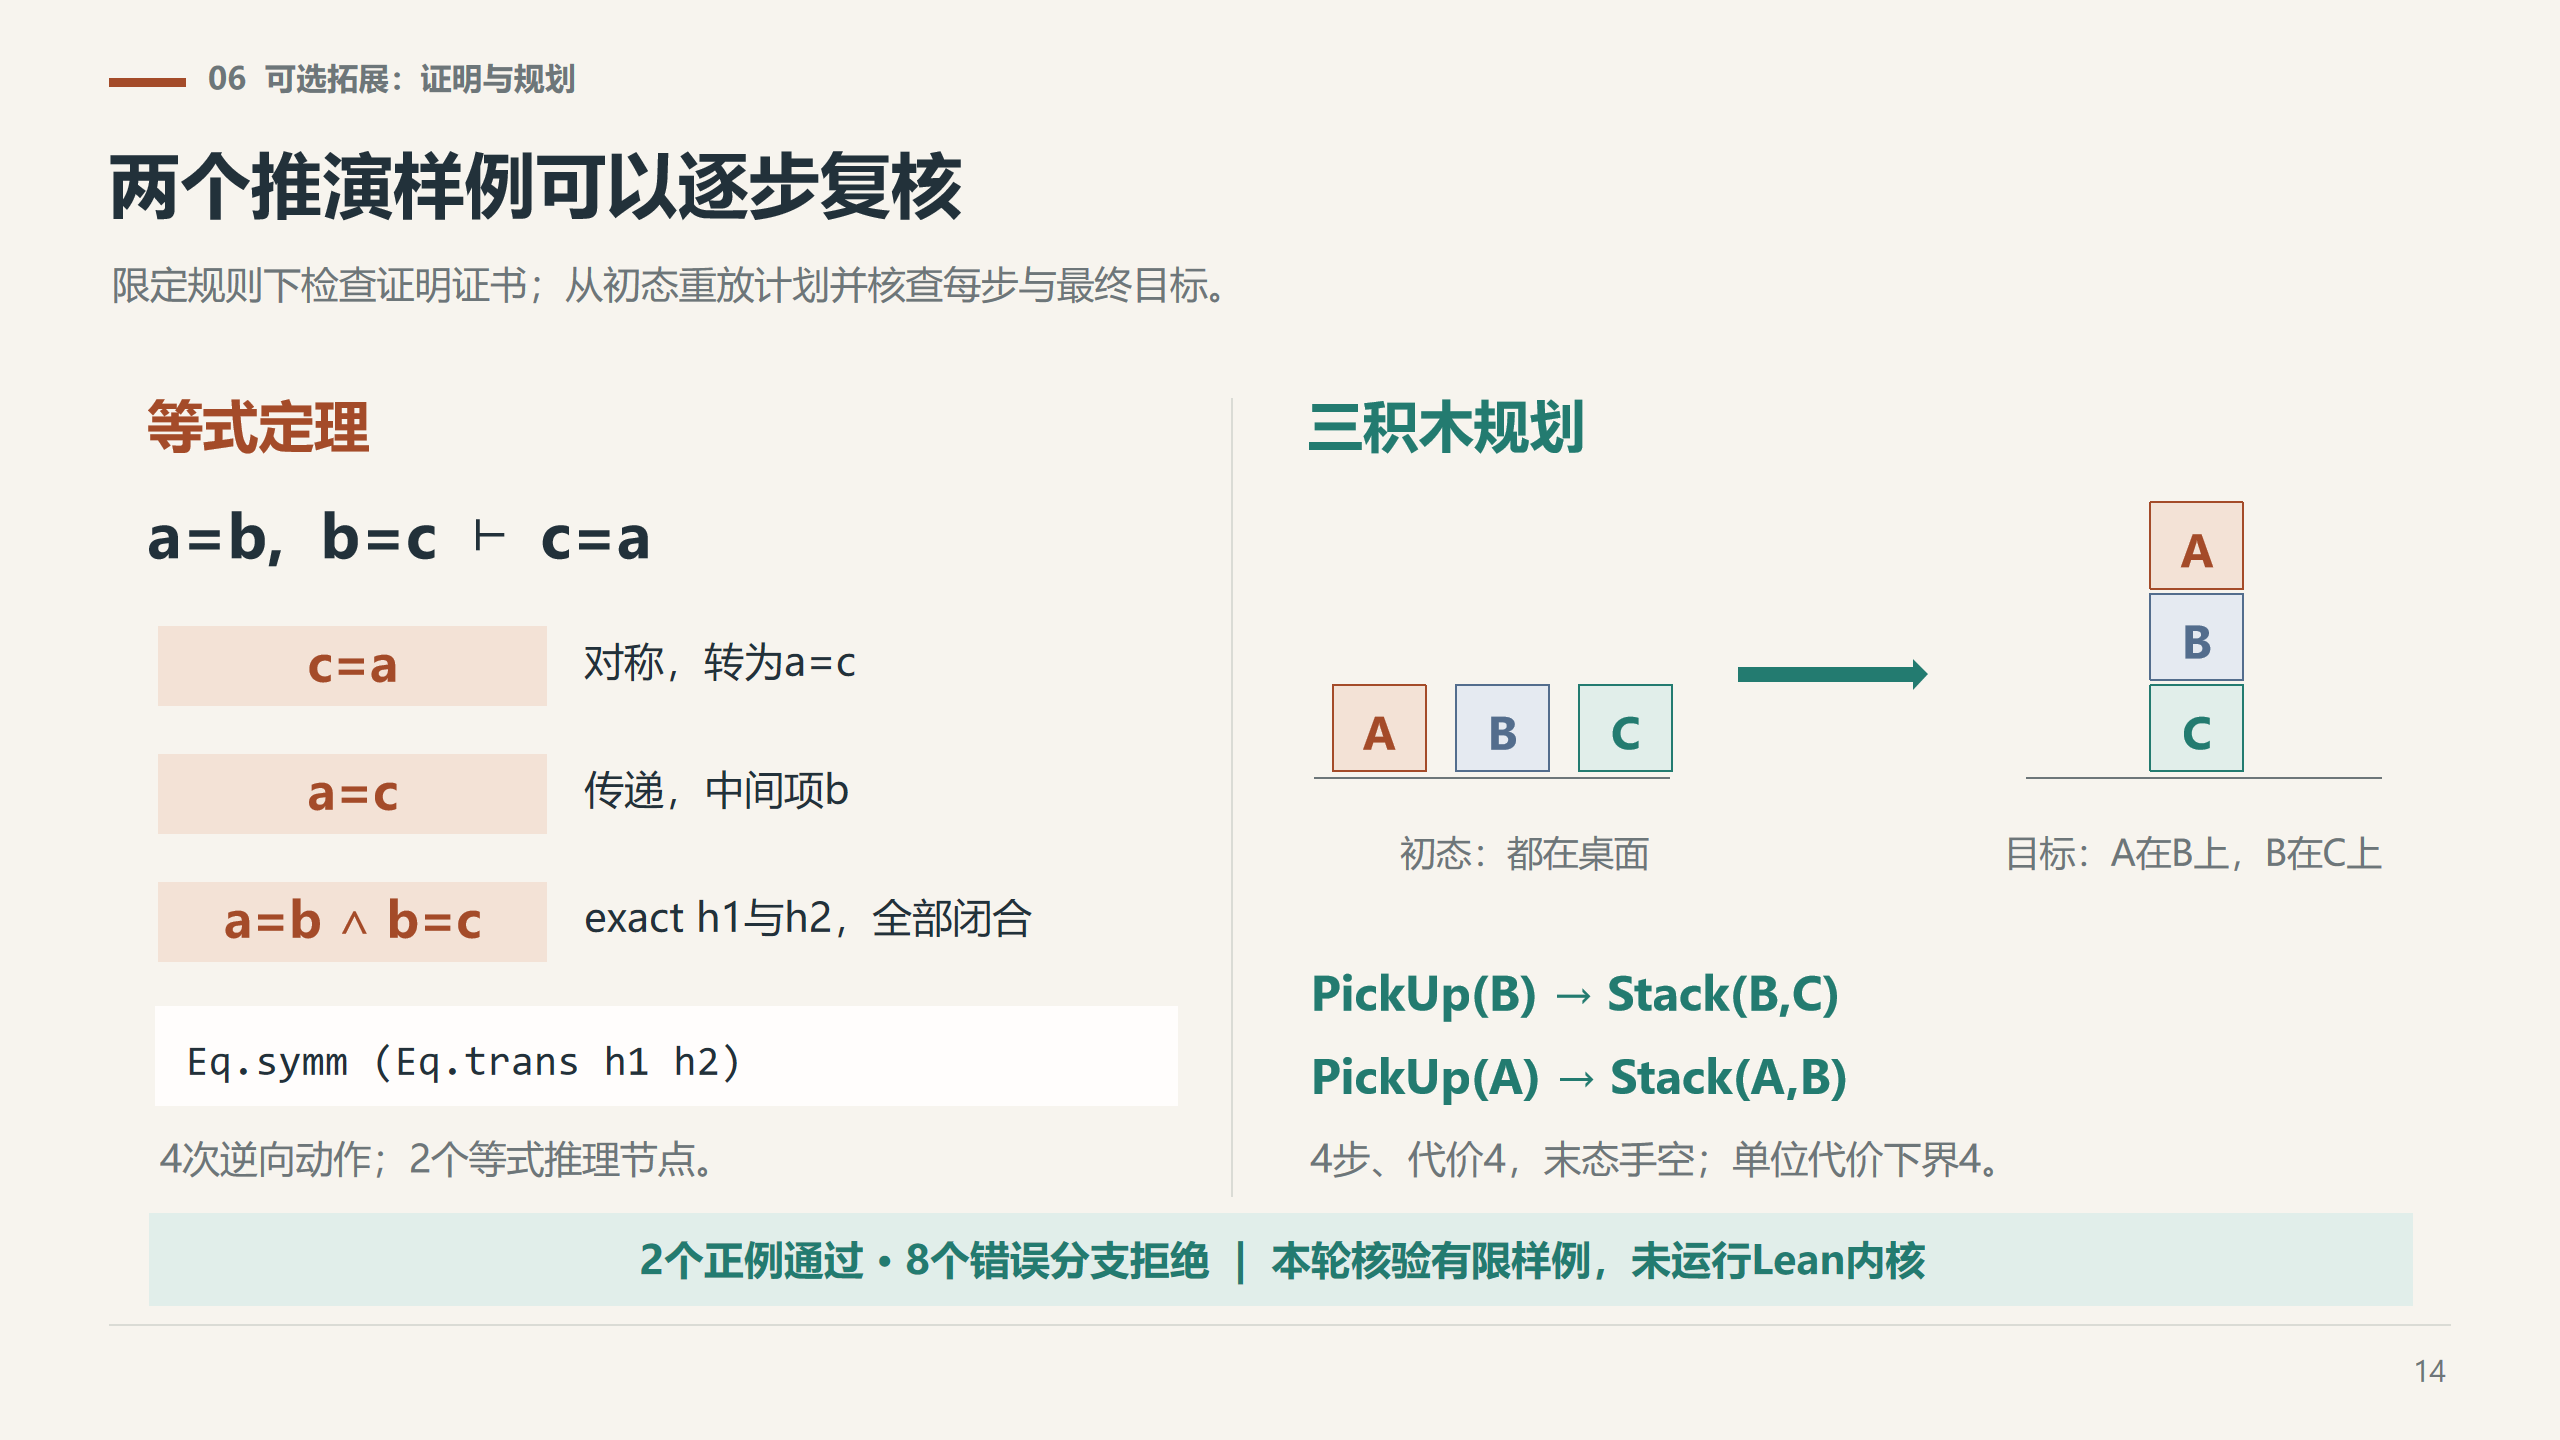 06 可选拓展：证明与规划
两个推演样例可以逐步复核
限定规则下检查证明证书；从初态重放计划并核查每步与最终目标。
等式定理
a=b, b=c ⊢ c=a
c=a
对称，转为a=c
a=c
传递，中间项b
a=b ∧ b=c
exact h1与h2，全部闭合
Eq.symm (Eq.trans h1 h2)
4次逆向动作；2个等式推理节点。
三积木规划
A
B
C
A
B
C
初态：都在桌面
目标：A在B上，B在C上
PickUp(B) → Stack(B,C)
PickUp(A) → Stack(A,B)
4步、代价4，末态手空；单位代价下界4。
2个正例通过 • 8个错误分支拒绝 | 本轮核验有限样例，未运行Lean内核
14